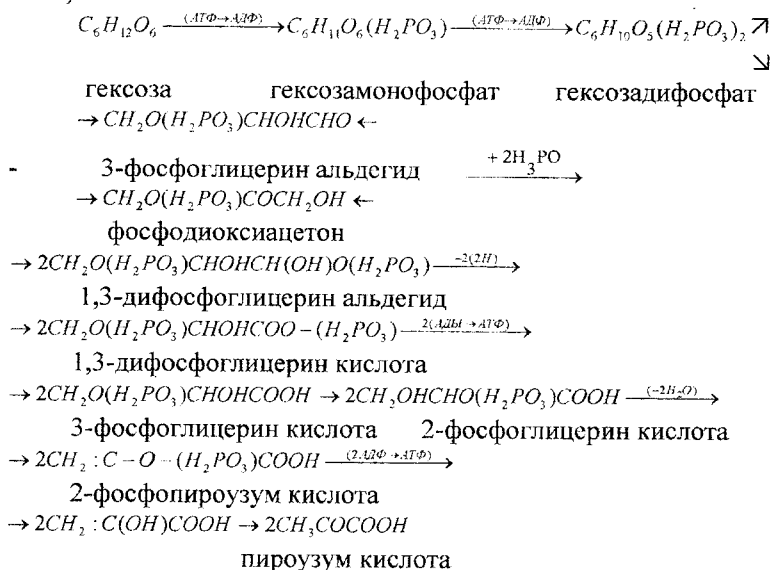 C₆H₁₂O₆ —(АТФ→АДФ)→ C₆H₁₁O₆(H₂PO₃) —(АТФ→АДФ)→ C₆H₁₀O₅(H₂PO₃)₂ ↗
↘
гексоза гексозамонофосфат гексозадифосфат
→ CH₂O(H₂PO₃)CHOHCHO ←
- 3-фосфоглицерин альдегид —+ 2H₃PO→
→ CH₂O(H₂PO₃)COCH₂OH ←
фосфодиоксиацетон
→ 2CH₂O(H₂PO₃)CHOHCH(OH)O(H₂PO₃) —-2(2H)→
1,3-дифосфоглицерин альдегид
→ 2CH₂O(H₂PO₃)CHOHCOO – (H₂PO₃) —2(АДЫ→АТФ)→
1,3-дифосфоглицерин кислота
→ 2CH₂O(H₂PO₃)CHOHCOOH → 2CH₂OHCHO(H₂PO₃)COOH —(-2H₂O)→
3-фосфоглицерин кислота 2-фосфоглицерин кислота
→ 2CH₂ : C – O – (H₂PO₃)COOH —(2АДФ→АТФ)→
2-фосфопироузум кислота
→ 2CH₂ : C(OH)COOH → 2CH₃COCOOH
пироузум кислота